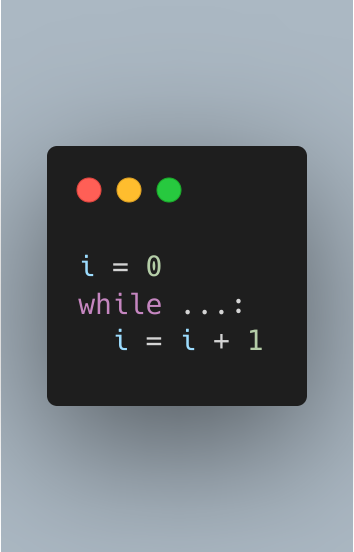 i = 0
while ...:
  i = i + 1